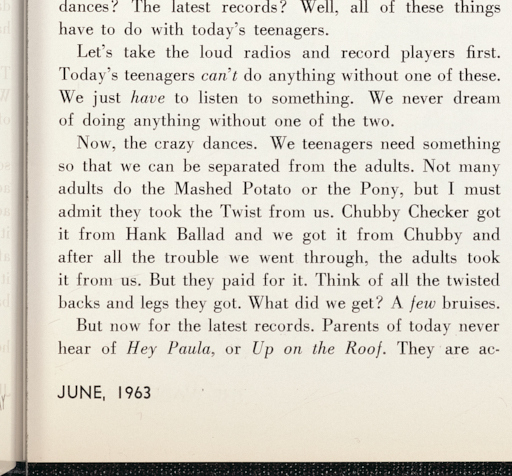 dances? The latest records? Well, all of these things
have to do with today's teenagers.
Let's take the loud radios and record players first.
Today's teenagers can't do anything without one of these.
We just have to listen to something. We never dream
of doing anything without one of the two.
Now, the crazy dances. We teenagers need something
so that we can be separated from the adults. Not many
adults do the Mashed Potato or the Pony, but I must
admit they took the Twist from us. Chubby Checker got
it from Hank Ballad and we got it from Chubby and
after all the trouble we went through, the adults took
it from us. But they paid for it. Think of all the twisted
backs and legs they got. What did we get? A few bruises.
But now for the latest records. Parents of today never
hear of Hey Paula, or Up on the Roof. They are ac-
JUNE, 1963